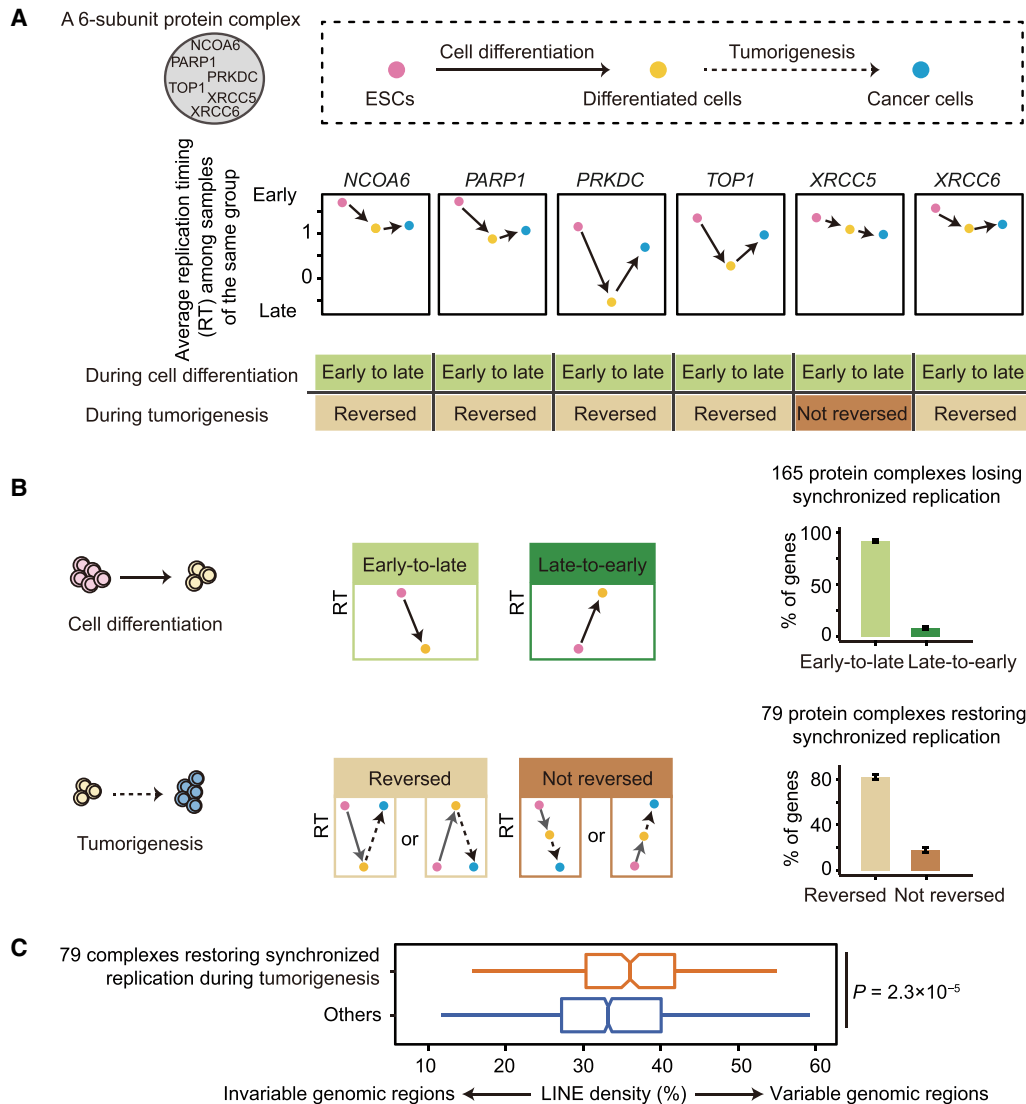 A
A 6-subunit protein complex
NCOA6
PARP1
PRKDC
TOP1
XRCC5
XRCC6
Cell differentiation
Tumorigenesis
ESCs
Differentiated cells
Cancer cells
Average replication timing
(RT) among samples
of the same group
Early
1
0
Late
NCOA6 PARP1 PRKDC TOP1 XRCC5 XRCC6
During cell differentiation Early to late Early to late Early to late Early to late Early to late Early to late
During tumorigenesis Reversed Reversed Reversed Reversed Not reversed Reversed
B
Cell differentiation
Early-to-late
RT
Late-to-early
RT
165 protein complexes losing
synchronized replication
% of genes
100
50
0
Early-to-late Late-to-early
Tumorigenesis
Reversed
RT
or
Not reversed
RT
or
79 protein complexes restoring
synchronized replication
% of genes
80
40
0
Reversed Not reversed
C
79 complexes restoring synchronized
replication during tumorigenesis
Others
P = 2.3×10⁻⁵
10 20 30 40 50 60
Invariable genomic regions LINE density (%) Variable genomic regions